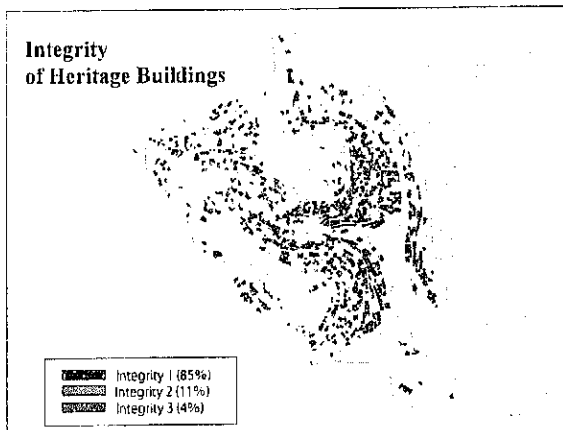 Integrity
of Heritage Buildings
Integrity 1 (85%)
Integrity 2 (11%)
Integrity 3 (4%)